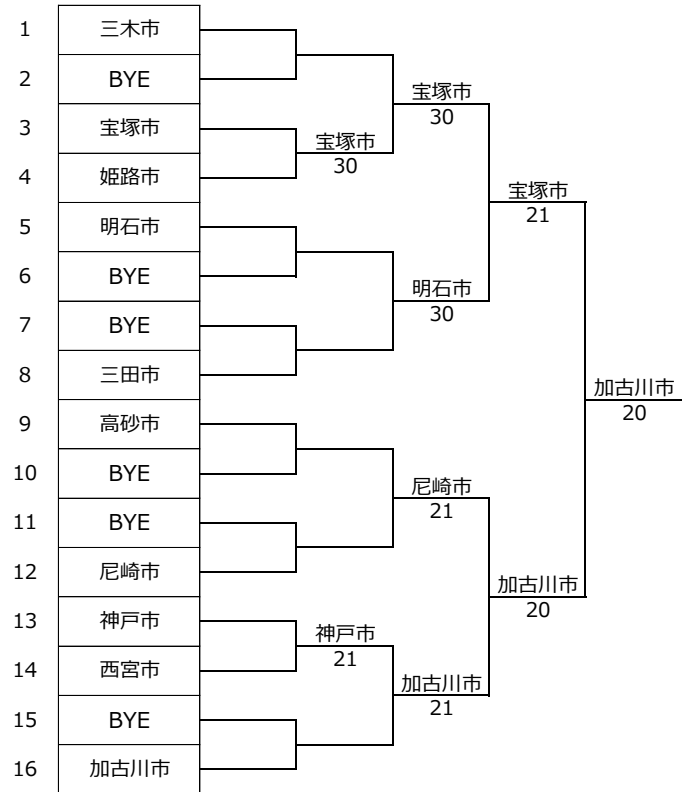 1 三木市
2 BYE
宝塚市
30
3 宝塚市
宝塚市
30
4 姫路市
宝塚市
21
5 明石市
6 BYE
明石市
30
7 BYE
8 三田市
加古川市
20
9 高砂市
10 BYE
尼崎市
21
11 BYE
12 尼崎市
加古川市
20
13 神戸市
神戸市
21
14 西宮市
加古川市
21
15 BYE
16 加古川市